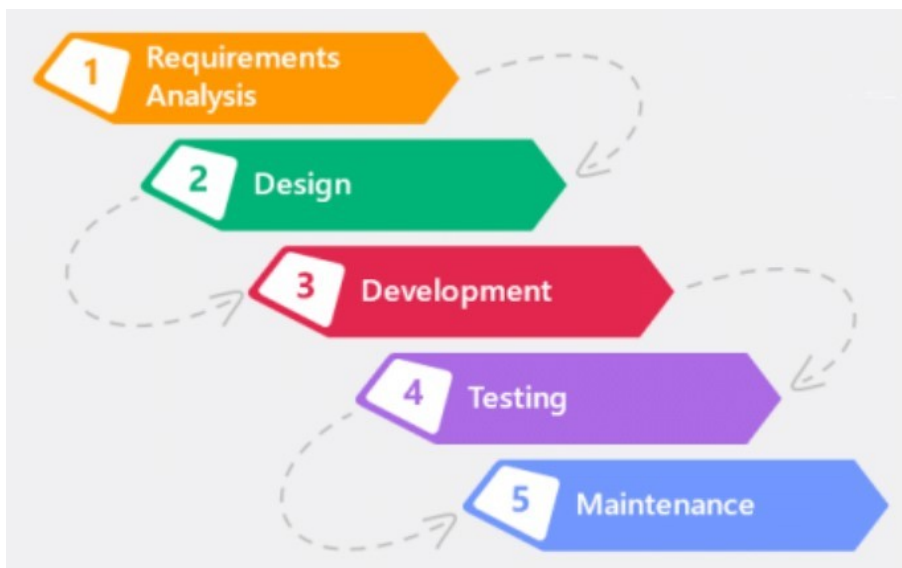 1
Requirements
Analysis
2
Design
3
Development
4
Testing
5
Maintenance